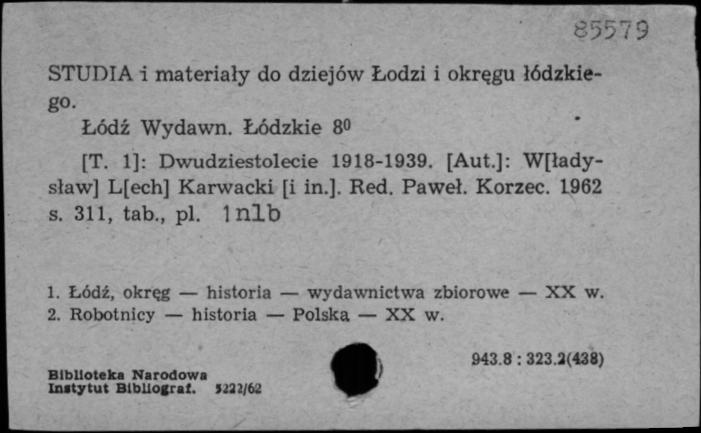 85579
STUDIA i materiały do dziejów Łodzi i okręgu łódzkie-
go.
Łódź Wydawn. Łódzkie 8⁰
[T. 1]: Dwudziestolecie 1918-1939. [Aut.]: W[łady-
sław] L[ech] Karwacki [i in.]. Red. Paweł. Korzec. 1962
s. 311, tab., pl. 1nlb
1. Łódź, okręg — historia — wydawnictwa zbiorowe — XX w.
2. Robotnicy — historia — Polska — XX w.
943.8 : 323.2(438)
Biblioteka Narodowa
Instytut Bibliograf. 5222/62